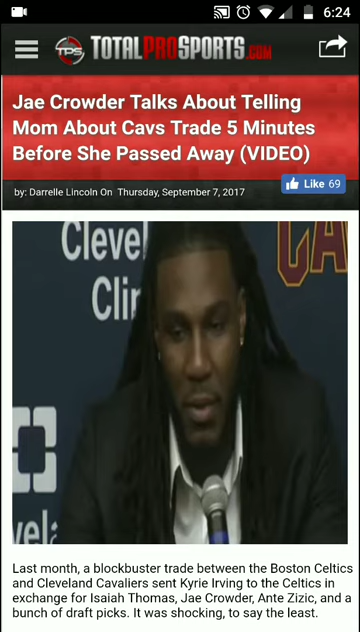 6:24
TPS TOTALPROSPORTS.COM
Jae Crowder Talks About Telling
Mom About Cavs Trade 5 Minutes
Before She Passed Away (VIDEO)
by: Darrelle Lincoln On Thursday, September 7, 2017
Like 69
Clevel
Clin
CA
vela
Last month, a blockbuster trade between the Boston Celtics
and Cleveland Cavaliers sent Kyrie Irving to the Celtics in
exchange for Isaiah Thomas, Jae Crowder, Ante Zizic, and a
bunch of draft picks. It was shocking, to say the least.